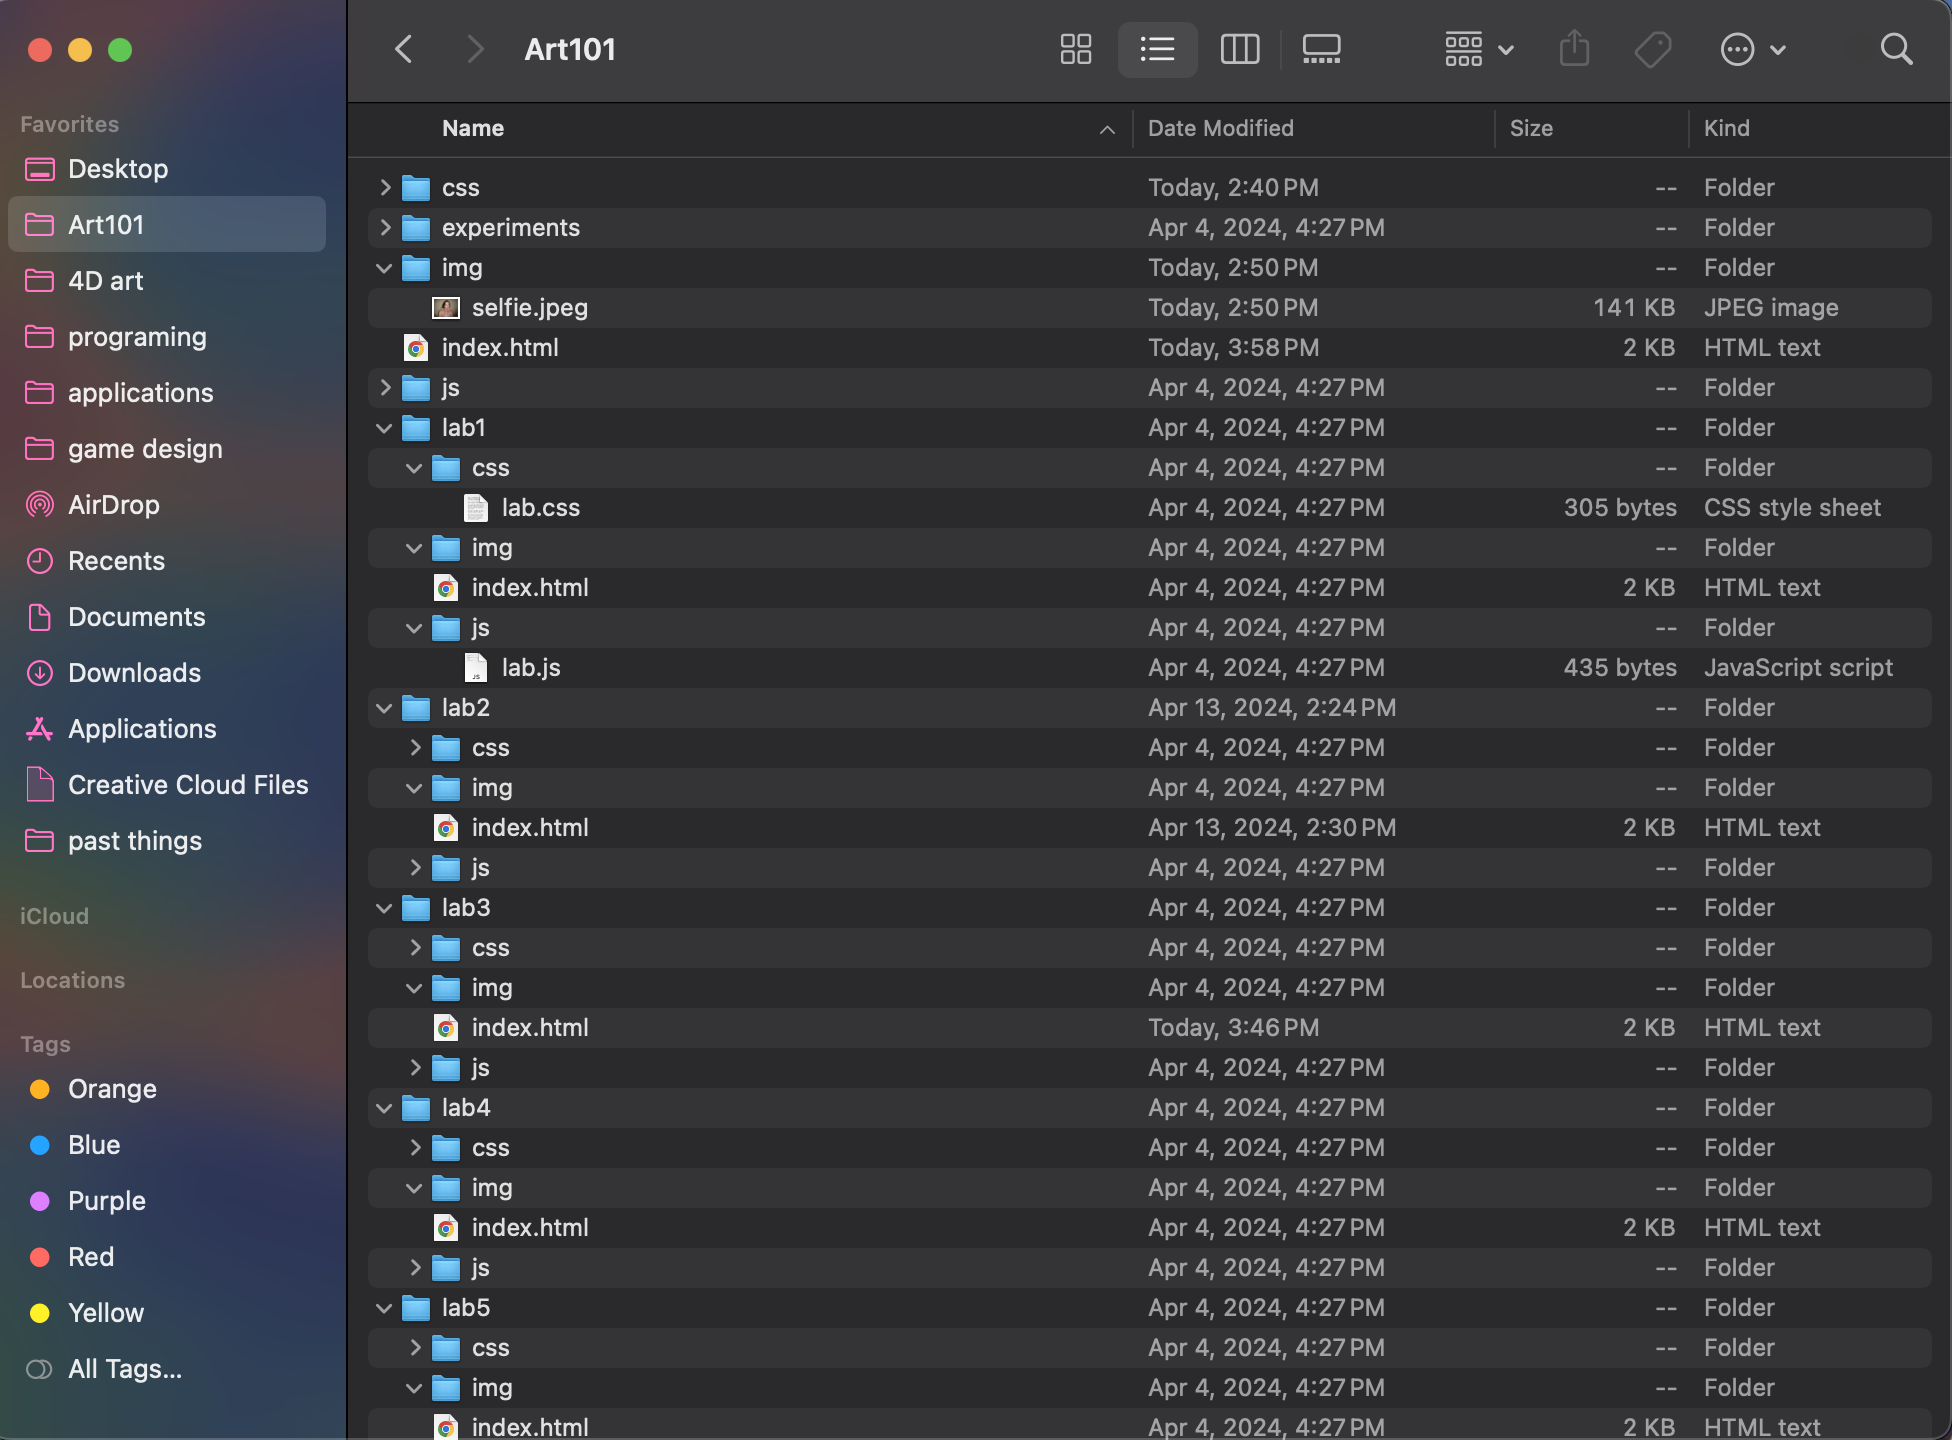 Art101
Favorites
Desktop
Art101
4D art
programing
applications
game design
AirDrop
Recents
Documents
Downloads
Applications
Creative Cloud Files
past things
iCloud
Locations
Tags
Orange
Blue
Purple
Red
Yellow
All Tags...
Name Date Modified Size Kind
css Today, 2:40 PM -- Folder
experiments Apr 4, 2024, 4:27 PM -- Folder
img Today, 2:50 PM -- Folder
selfie.jpeg Today, 2:50 PM 141 KB JPEG image
index.html Today, 3:58 PM 2 KB HTML text
js Apr 4, 2024, 4:27 PM -- Folder
lab1 Apr 4, 2024, 4:27 PM -- Folder
css Apr 4, 2024, 4:27 PM -- Folder
lab.css Apr 4, 2024, 4:27 PM 305 bytes CSS style sheet
img Apr 4, 2024, 4:27 PM -- Folder
index.html Apr 4, 2024, 4:27 PM 2 KB HTML text
js Apr 4, 2024, 4:27 PM -- Folder
lab.js Apr 4, 2024, 4:27 PM 435 bytes JavaScript script
lab2 Apr 13, 2024, 2:24 PM -- Folder
css Apr 4, 2024, 4:27 PM -- Folder
img Apr 4, 2024, 4:27 PM -- Folder
index.html Apr 13, 2024, 2:30 PM 2 KB HTML text
js Apr 4, 2024, 4:27 PM -- Folder
lab3 Apr 4, 2024, 4:27 PM -- Folder
css Apr 4, 2024, 4:27 PM -- Folder
img Apr 4, 2024, 4:27 PM -- Folder
index.html Today, 3:46 PM 2 KB HTML text
js Apr 4, 2024, 4:27 PM -- Folder
lab4 Apr 4, 2024, 4:27 PM -- Folder
css Apr 4, 2024, 4:27 PM -- Folder
img Apr 4, 2024, 4:27 PM -- Folder
index.html Apr 4, 2024, 4:27 PM 2 KB HTML text
js Apr 4, 2024, 4:27 PM -- Folder
lab5 Apr 4, 2024, 4:27 PM -- Folder
css Apr 4, 2024, 4:27 PM -- Folder
img Apr 4, 2024, 4:27 PM -- Folder
index.html Apr 4, 2024, 4:27 PM 2 KB HTML text